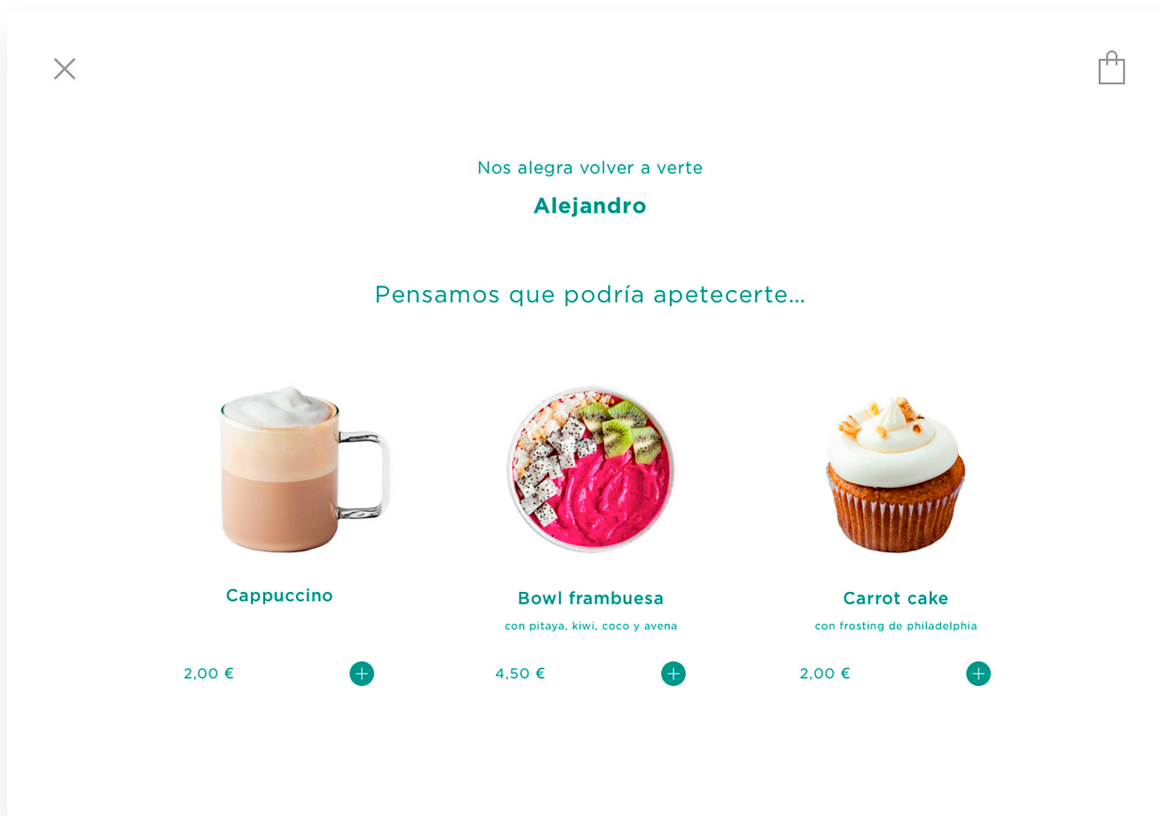 Nos alegra volver a verte
Alejandro
Pensamos que podría apetecerte...
Cappuccino
2,00 €
Bowl frambuesa
con pitaya, kiwi, coco y avena
4,50 €
Carrot cake
con frosting de philadelphia
2,00 €